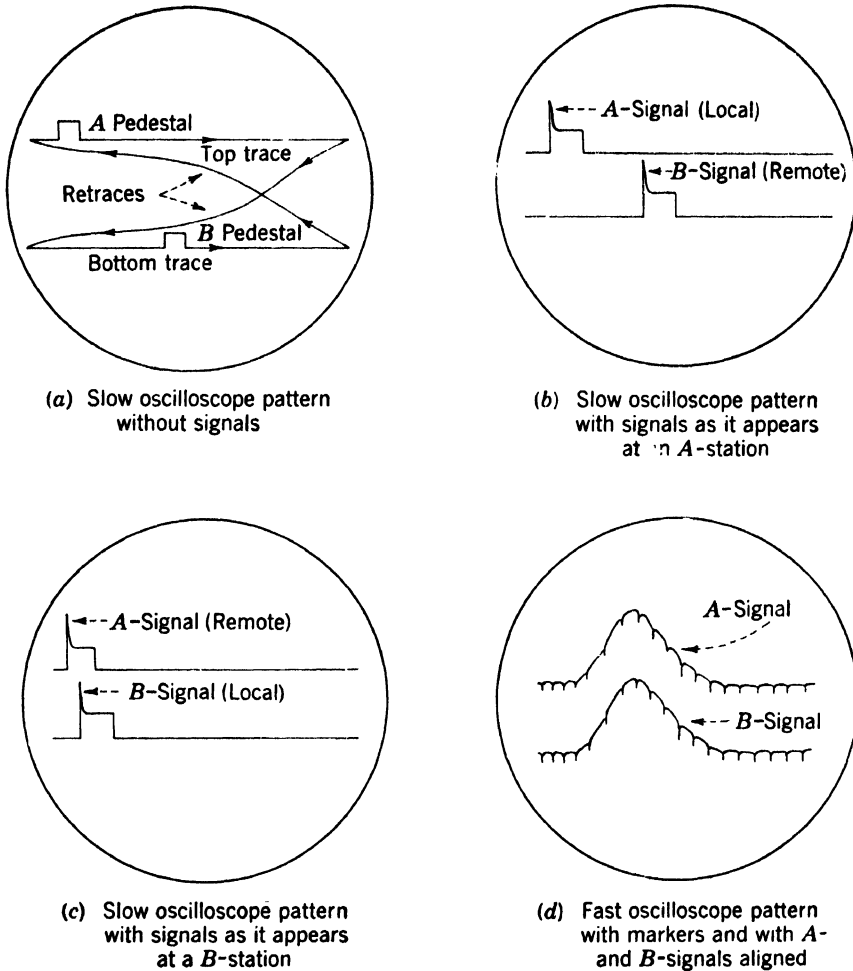 A Pedestal
Top trace
Retraces
B Pedestal
Bottom trace
(a) Slow oscilloscope pattern
without signals
A-Signal (Local)
B-Signal (Remote)
(b) Slow oscilloscope pattern
with signals as it appears
at n A-station
A-Signal (Remote)
B-Signal (Local)
(c) Slow oscilloscope pattern
with signals as it appears
at a B-station
A-Signal
B-Signal
(d) Fast oscilloscope pattern
with markers and with A-
and B-signals aligned